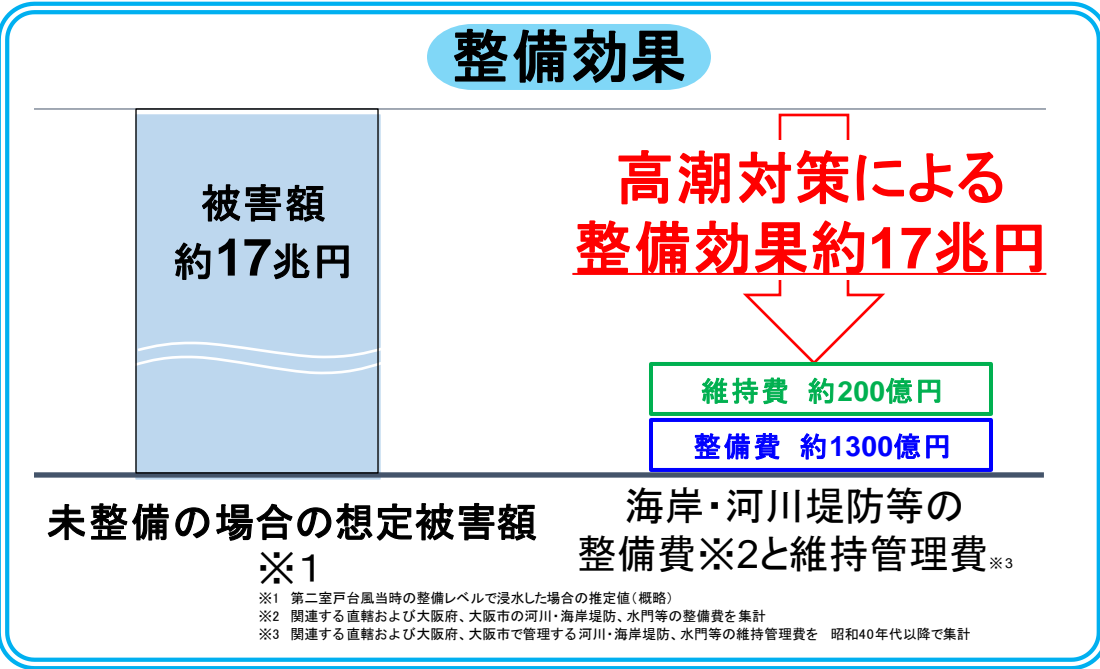 整備効果
被害額
約17兆円
高潮対策による
整備効果約17兆円
維持費 約200億円
整備費 約1300億円
未整備の場合の想定被害額
※1
海岸・河川堤防等の
整備費※2と維持管理費※3
※1 第二室戸台風当時の整備レベルで浸水した場合の推定値(概略)
※2 関連する直轄および大阪府、大阪市の河川・海岸堤防、水門等の整備費を集計
※3 関連する直轄および大阪府、大阪市で管理する河川・海岸堤防、水門等の維持管理費を 昭和40年代以降で集計